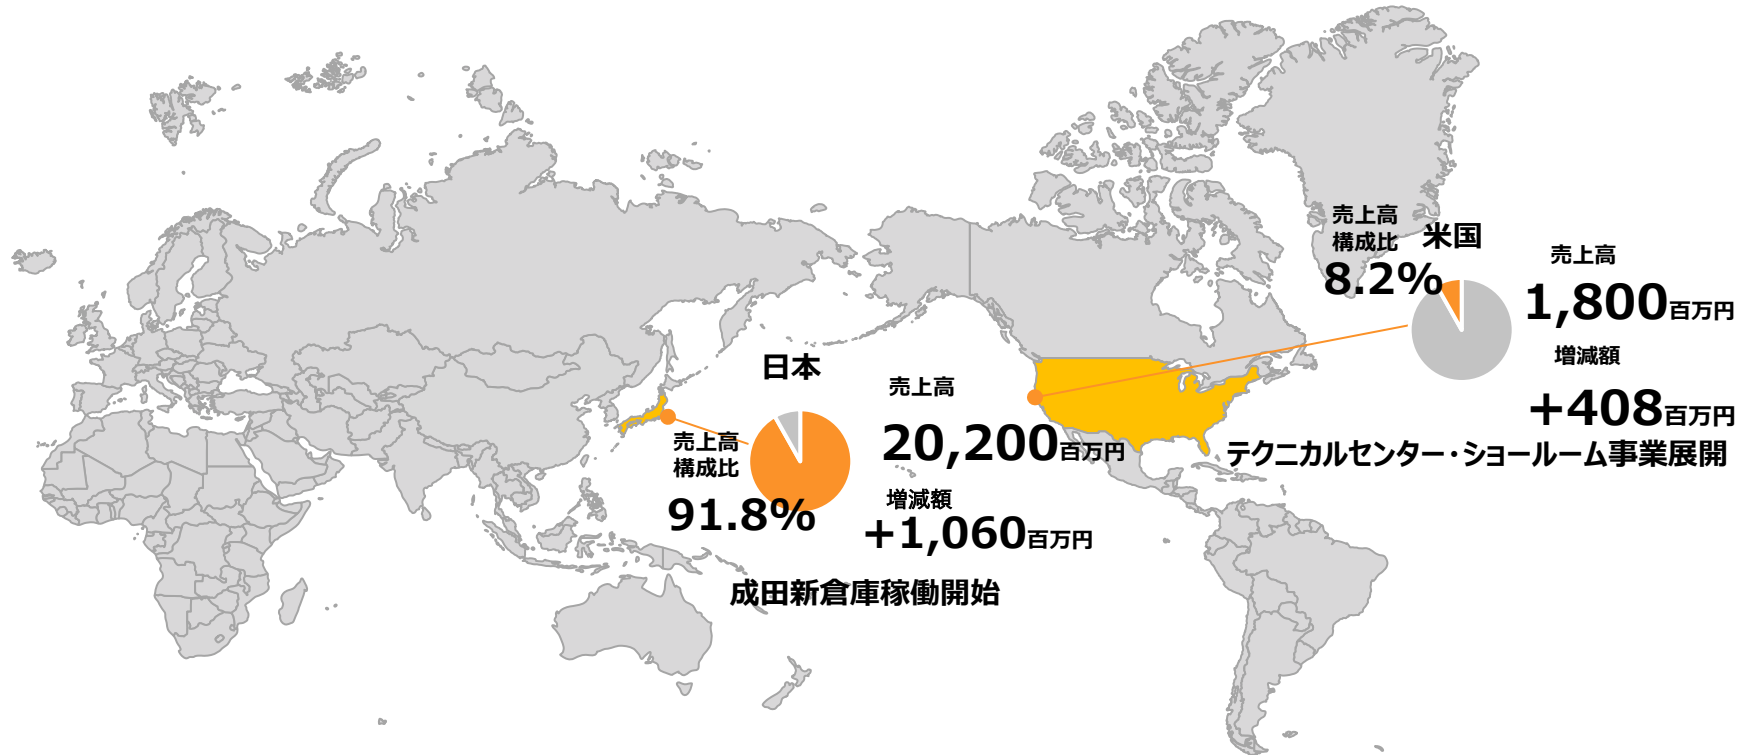 日本
売上高
構成比
91.8%
売上高
20,200百万円
増減額
+1,060百万円
成田新倉庫稼働開始
米国
売上高
構成比
8.2%
売上高
1,800百万円
増減額
+408百万円
テクニカルセンター・ショールーム事業展開